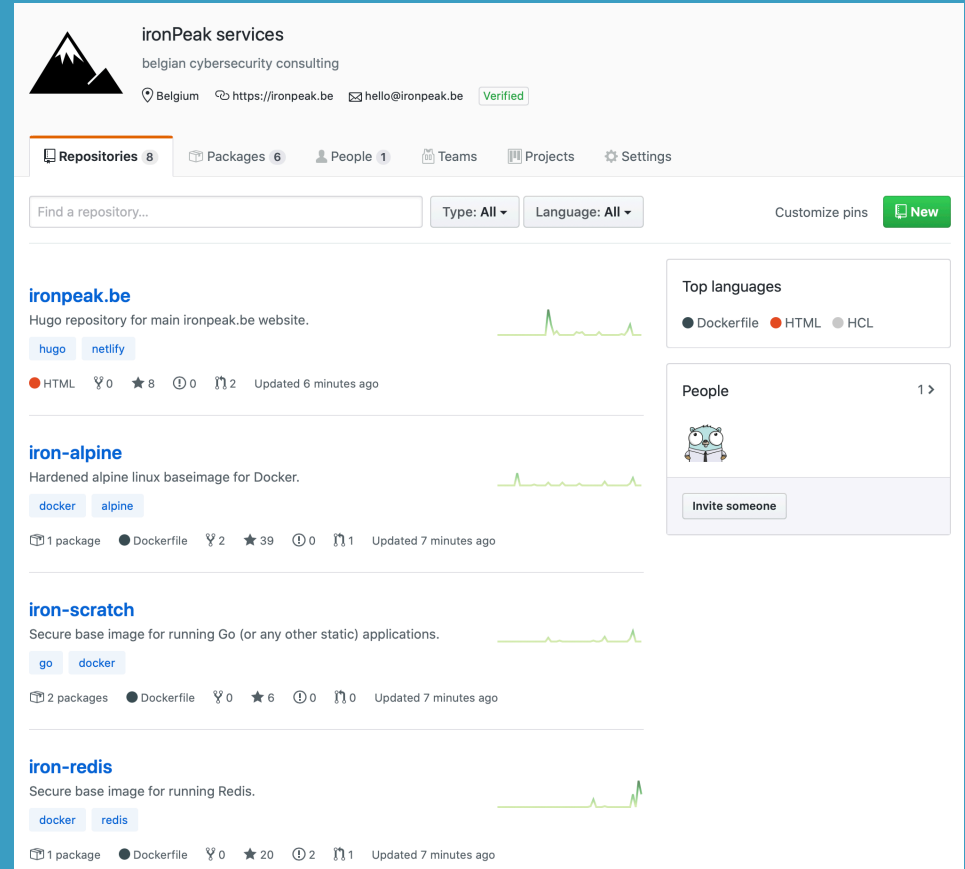 ironPeak services
belgian cybersecurity consulting
Belgium https://ironpeak.be hello@ironpeak.be Verified
Repositories 8 Packages 6 People 1 Teams Projects Settings
Find a repository... Type: All Language: All Customize pins New
ironpeak.be
Hugo repository for main ironpeak.be website.
hugo netlify
HTML 0 8 0 2 Updated 6 minutes ago
iron-alpine
Hardened alpine linux baseimage for Docker.
docker alpine
1 package Dockerfile 2 39 0 1 Updated 7 minutes ago
iron-scratch
Secure base image for running Go (or any other static) applications.
go docker
2 packages Dockerfile 0 6 0 0 Updated 7 minutes ago
iron-redis
Secure base image for running Redis.
docker redis
1 package Dockerfile 0 20 2 1 Updated 7 minutes ago
Top languages
Dockerfile HTML HCL
People 1
Invite someone